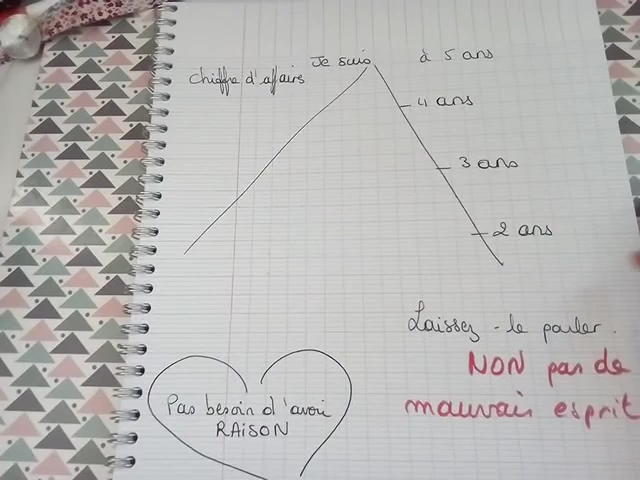 Je suis
à 5 ans
chiffre d'affairs
4 ans
3 ans
2 ans
Laissez-le parler.
NON pas de
mauvais esprit
Pas besoin d'avoir
RAiSON